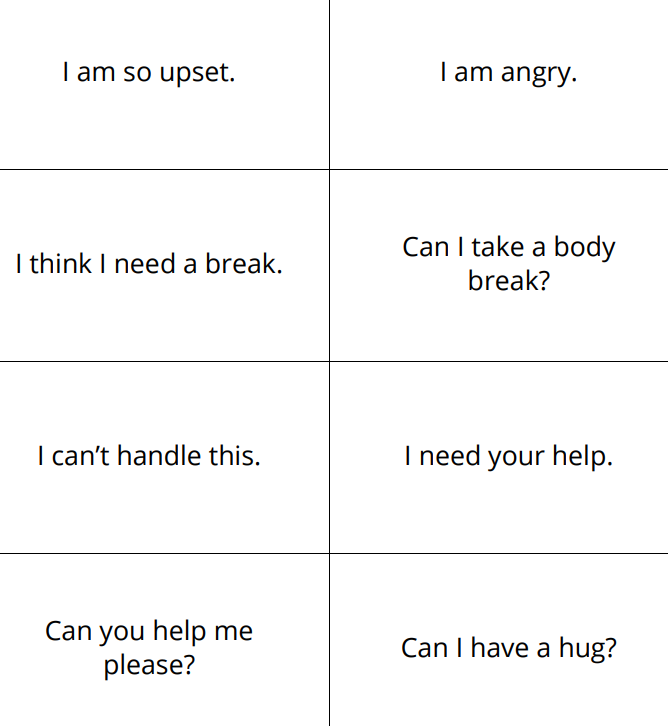 I am so upset.
I am angry.
I think I need a break.
Can I take a body
break?
I can’t handle this.
I need your help.
Can you help me
please?
Can I have a hug?